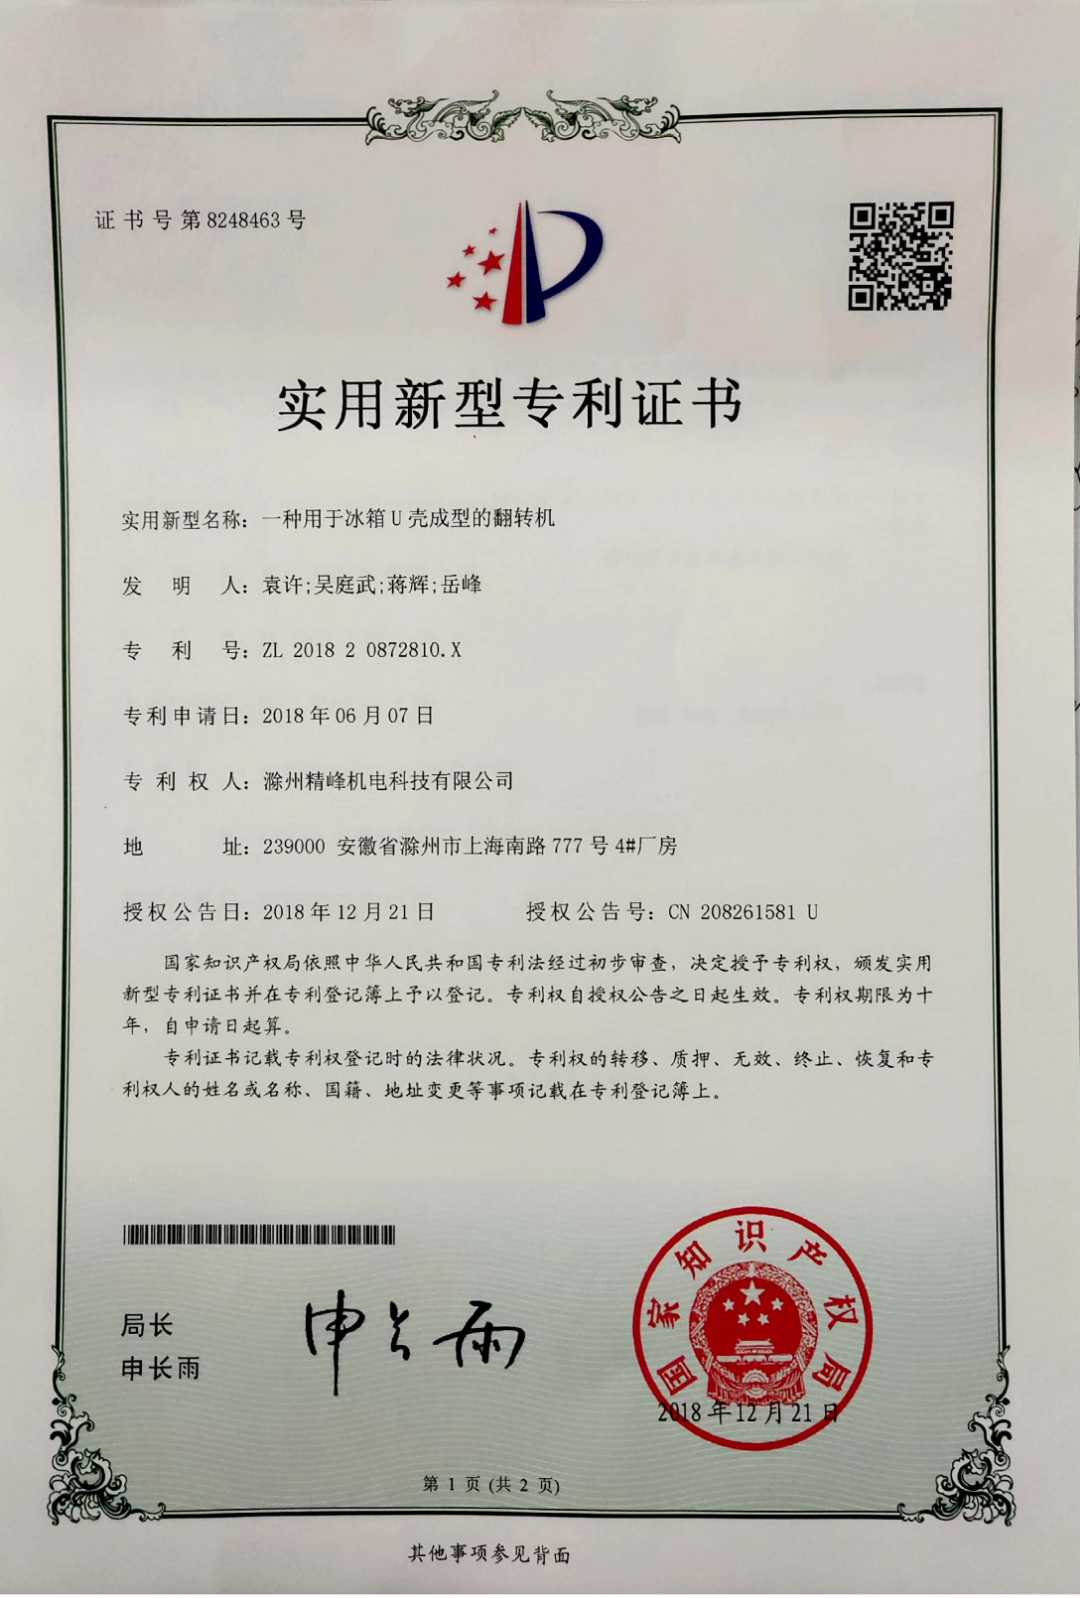 证书号第8248463号
实用新型专利证书
实用新型名称：一种用于冰箱U壳成型的翻转机
发明人：袁许;吴庭武;蒋辉;岳峰
专利号：ZL 2018 2 0872810.X
专利申请日：2018年06月07日
专利权人：滁州精峰机电科技有限公司
地址：239000 安徽省滁州市上海南路777号4#厂房
授权公告日：2018年12月21日 授权公告号：CN 208261581 U
国家知识产权局依照中华人民共和国专利法经过初步审查，决定授予专利权，颁发实用
新型专利证书并在专利登记簿上予以登记。专利权自授权公告之日起生效。专利权期限为十
年，自申请日起算。
专利证书记载专利权登记时的法律状况。专利权的转移、质押、无效、终止、恢复和专
利权人的姓名或名称、国籍、地址变更等事项记载在专利登记簿上。
局长
申长雨
申长雨
国家知识产权局
2018年12月21日
第 1 页 (共 2 页)
其他事项参见背面